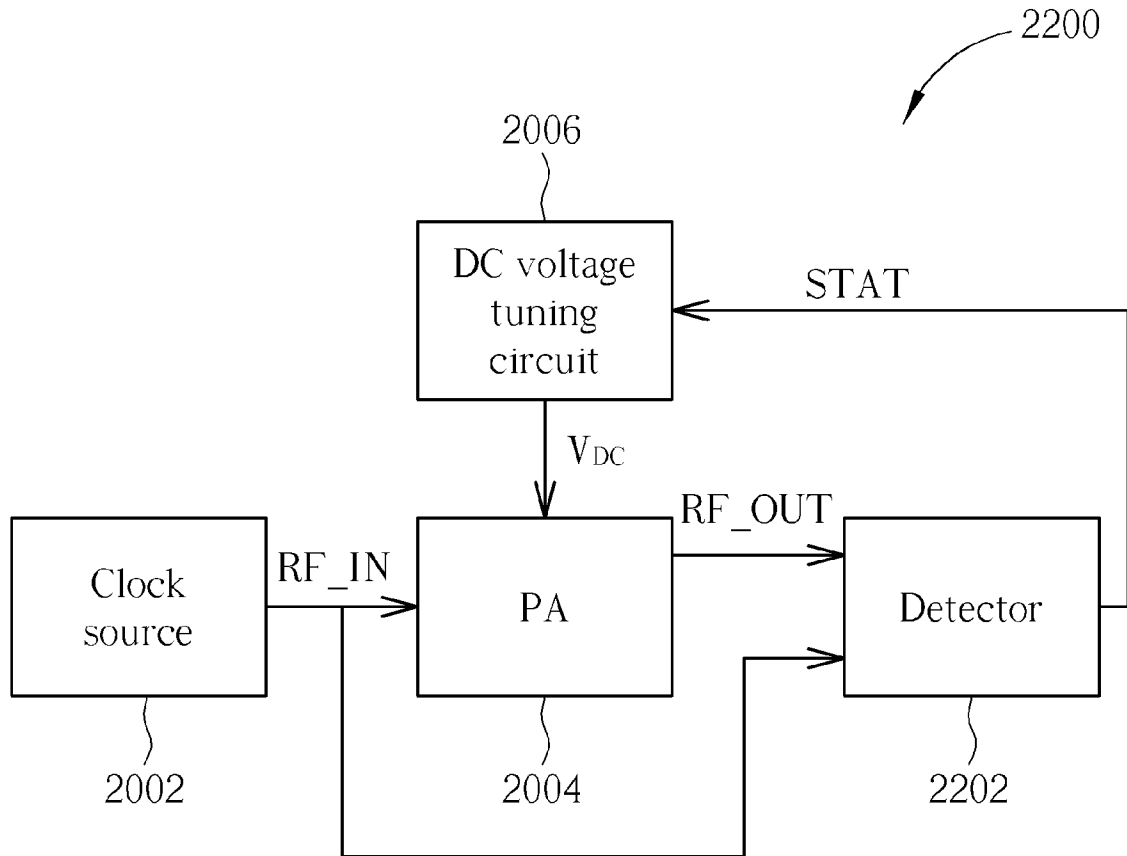 2200
2006
DC voltage
tuning
circuit
STAT
VDC
RF_OUT
RF_IN
Clock
source
PA
Detector
2002
2004
2202